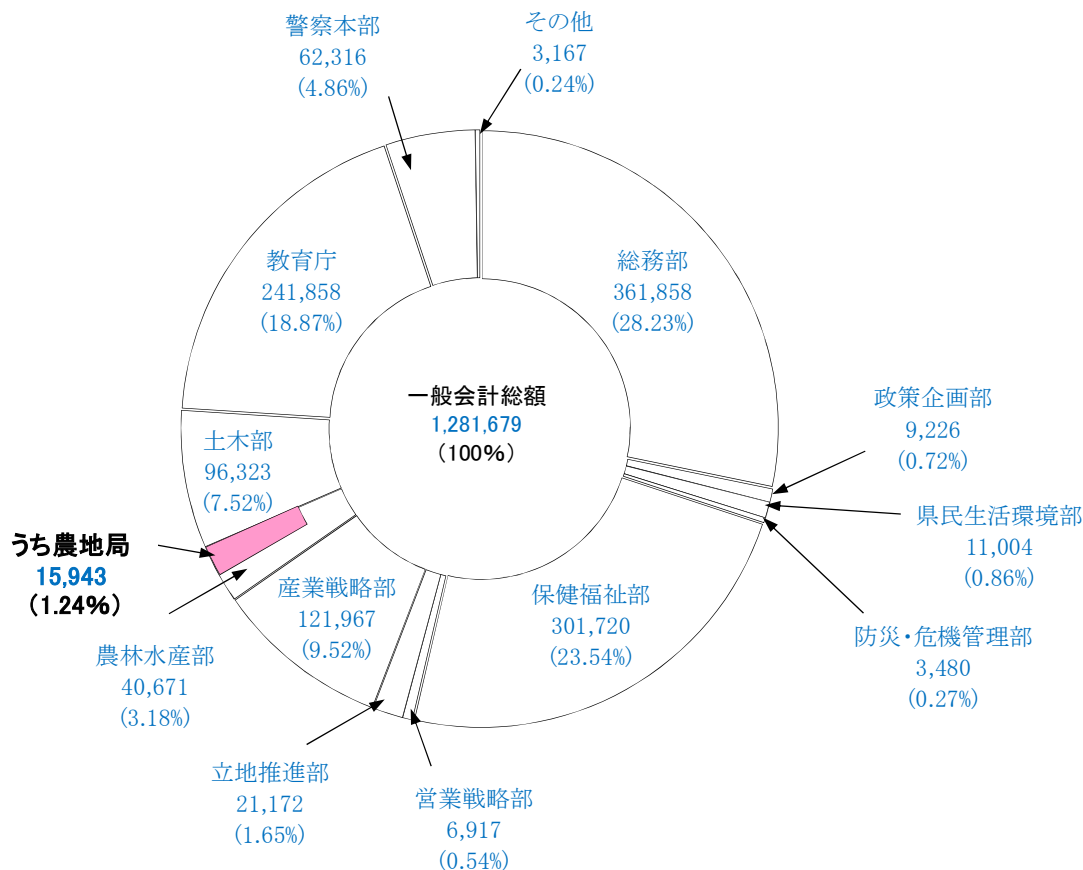 警察本部
62,316
(4.86%)
その他
3,167
(0.24%)
総務部
361,858
(28.23%)
教育庁
241,858
(18.87%)
一般会計総額
1,281,679
(100%)
政策企画部
9,226
(0.72%)
県民生活環境部
11,004
(0.86%)
防災・危機管理部
3,480
(0.27%)
保健福祉部
301,720
(23.54%)
営業戦略部
6,917
(0.54%)
立地推進部
21,172
(1.65%)
産業戦略部
121,967
(9.52%)
農林水産部
40,671
(3.18%)
うち農地局
15,943
(1.24%)
土木部
96,323
(7.52%)